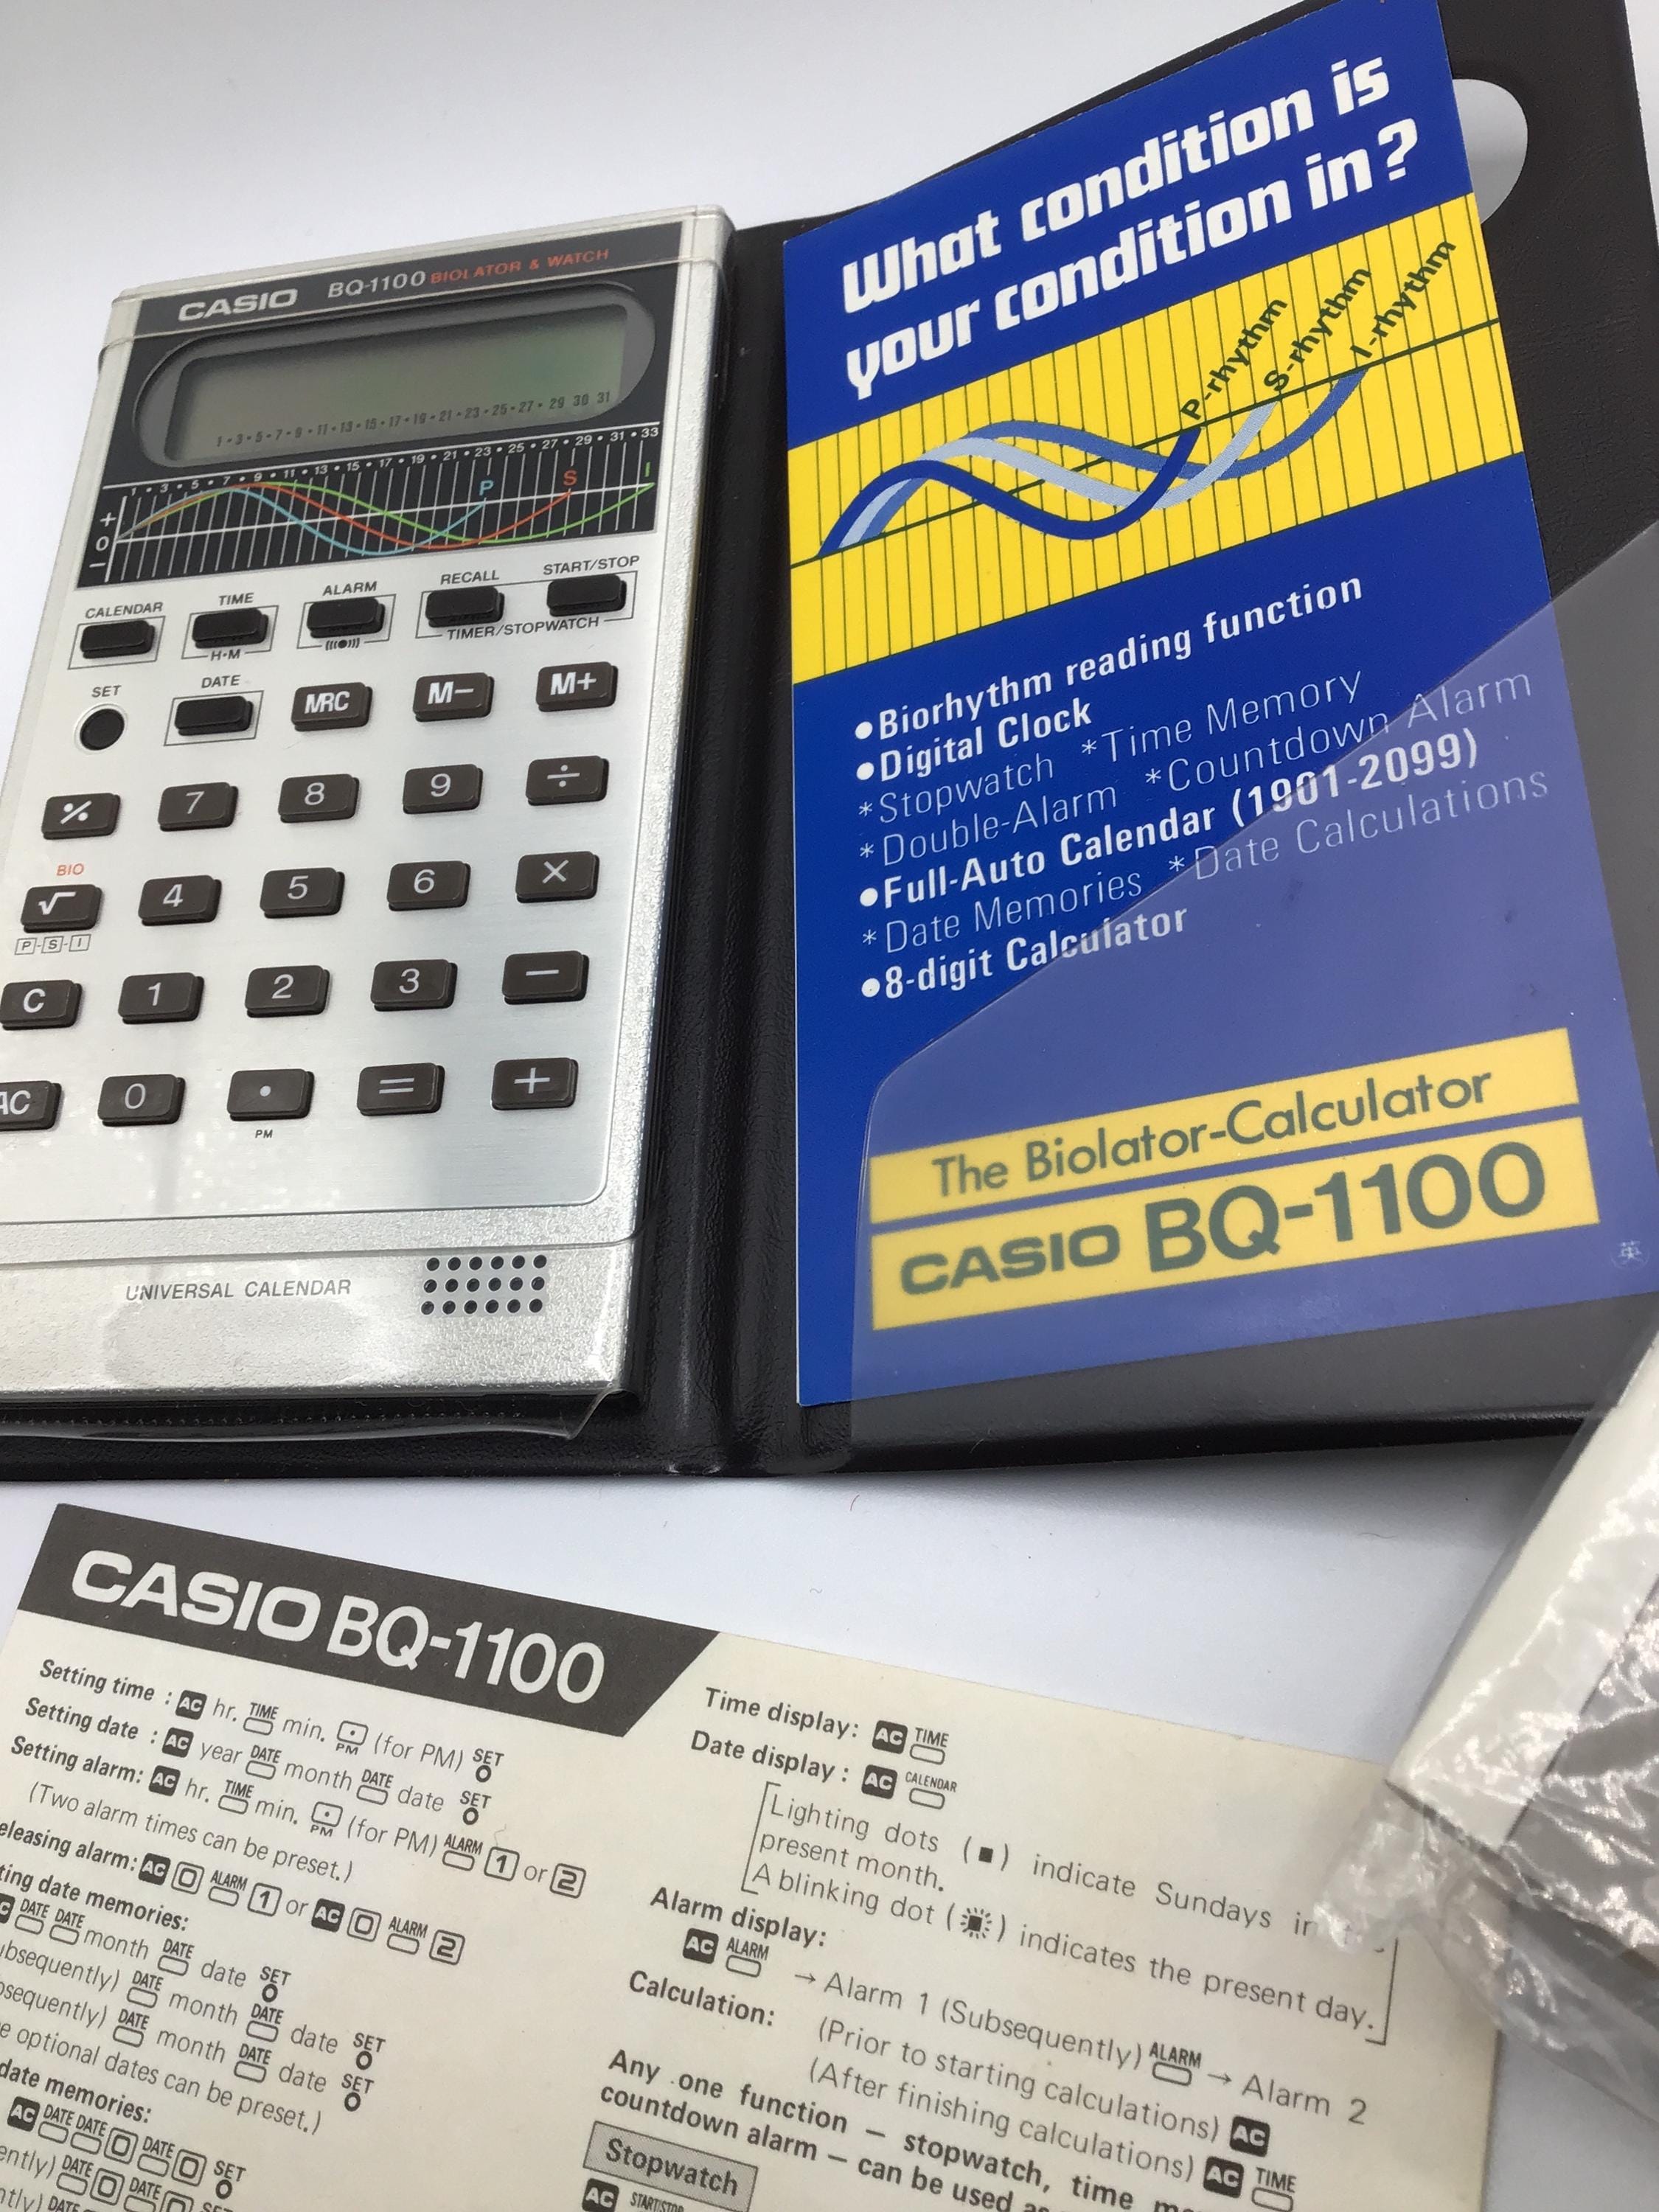 CASIO BQ-1100 BIOLATOR & WATCH
1•3•5•7•9•11•13•15•17•19•21•23•25•27•29 30 31
1•3•5•7•9•11•13•15•17•19•21•23•25•27•29•31•33
P S I
+
0
−
CALENDAR TIME ALARM RECALL START/STOP
H•M (((●))) TIMER/STOPWATCH
SET DATE MRC M− M+
% 7 8 9 ÷
BIO
√ 4 5 6 ×
P-S-I
C 1 2 3 −
AC 0 • = +
PM
UNIVERSAL CALENDAR
What condition is
your condition in?
P-rhythm
S-rhythm
I-rhythm
●Biorhythm reading function
●Digital Clock
*Stopwatch *Time Memory
*Double-Alarm *Countdown Alarm
●Full-Auto Calendar (1901-2099)
*Date Memories *Date Calculations
●8-digit Calculator
The Biolator-Calculator
CASIO BQ-1100
英
CASIO BQ-1100
Setting time : AC hr. TIME min. • PM (for PM) SET
Setting date : AC year DATE month DATE date SET
Setting alarm: AC hr. TIME min. • PM (for PM) ALARM 1 or 2
(Two alarm times can be preset.)
eleasing alarm: AC 0 ALARM 1 or AC 0 ALARM 2
ting date memories:
C DATE DATE month DATE date SET
ubsequently) DATE month DATE date SET
bsequently) DATE month DATE date SET
e optional dates can be preset.)
date memories:
AC DATE DATE 0 DATE 0 SET
ently) DATE 0 DATE 0 SET
ntly) DATE
Time display: AC TIME
Date display : AC CALENDAR
[Lighting dots (■) indicate Sundays in
present month.
A blinking dot (■) indicates the present day.]
Alarm display:
AC ALARM → Alarm 1 (Subsequently) ALARM → Alarm 2
Calculation: (Prior to starting calculations) AC
(After finishing calculations) AC TIME
Any one function — stopwatch, time
countdown alarm — can be used
Stopwatch
AC START/STOP